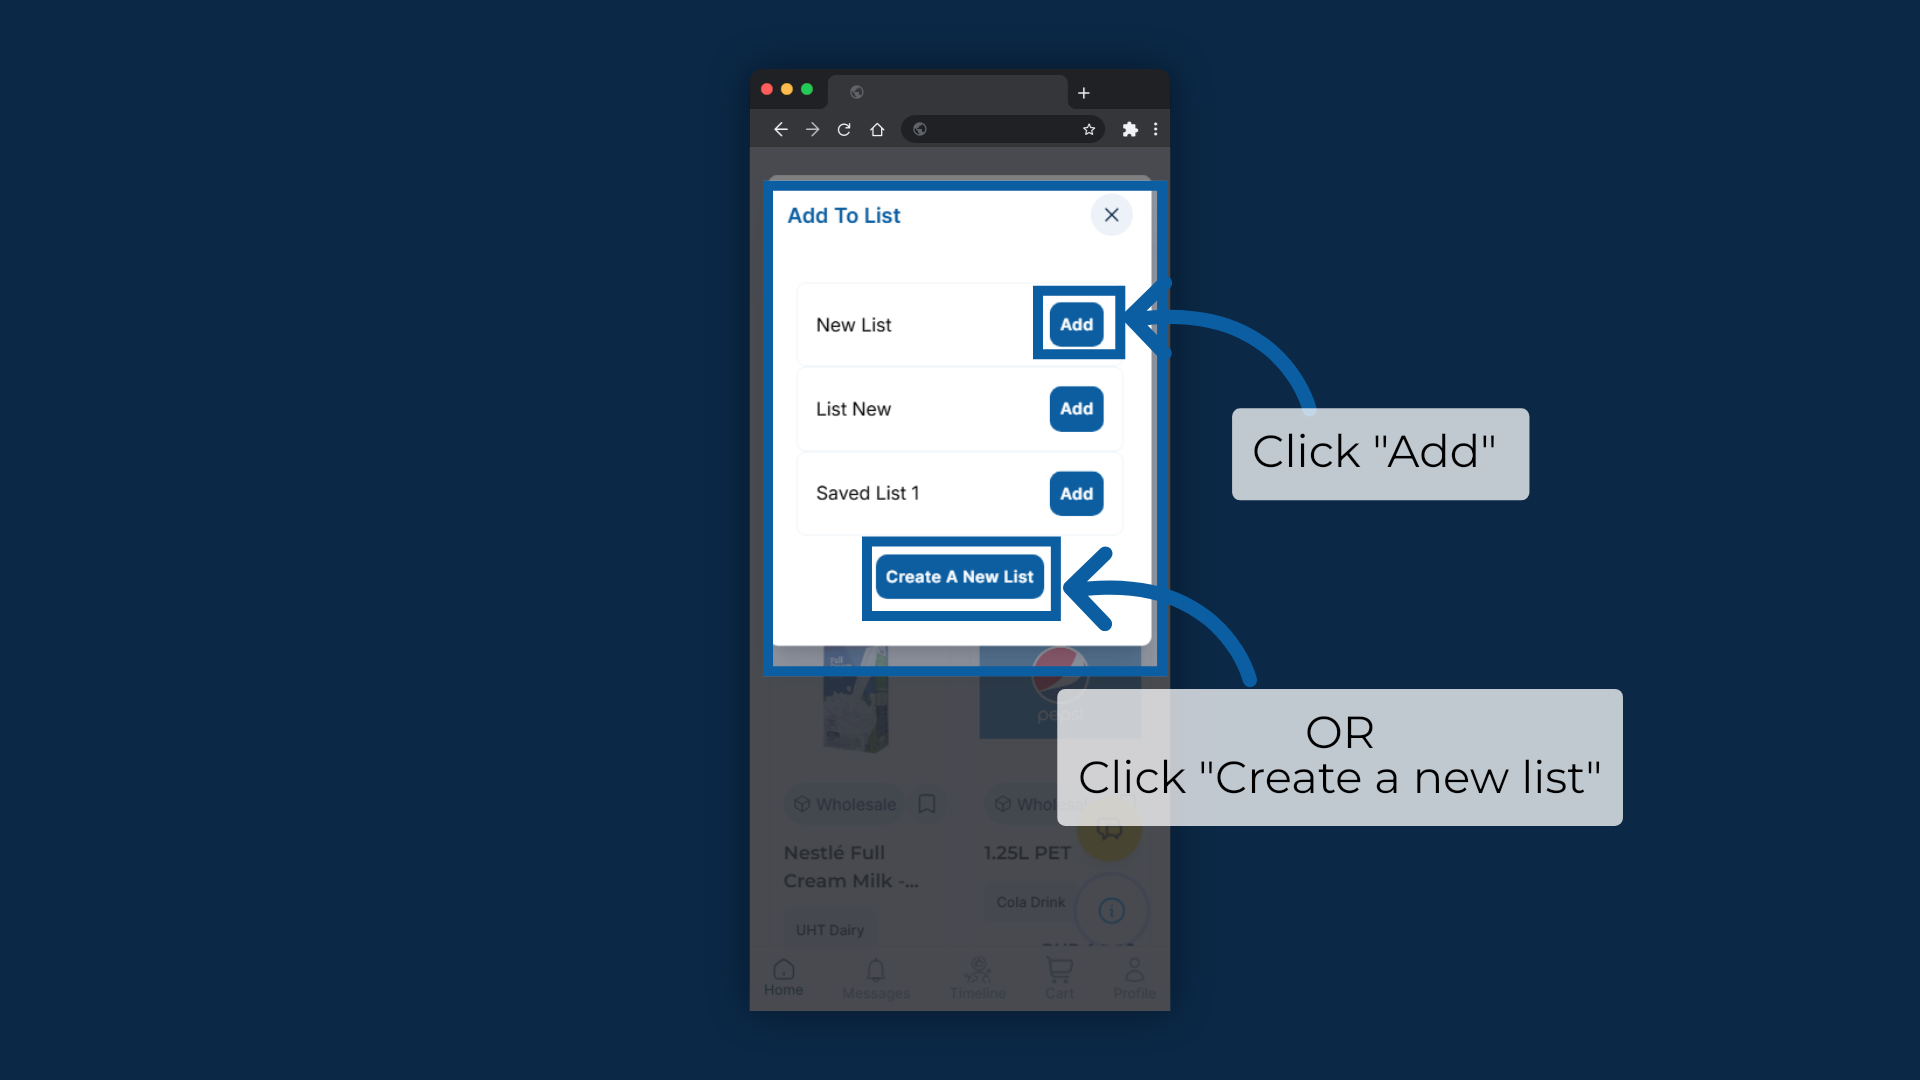 Add To List
New List
Add
Click "Add"
List New
Add
Saved List 1
Add
Create A New List
OR
Click "Create a new list"
Full
pepsi
Wholesale
Nestlé Full
Cream Milk -...
1.25L PET
UHT Dairy
Cola Drink
Home
Messages
Timeline
Cart
Profile